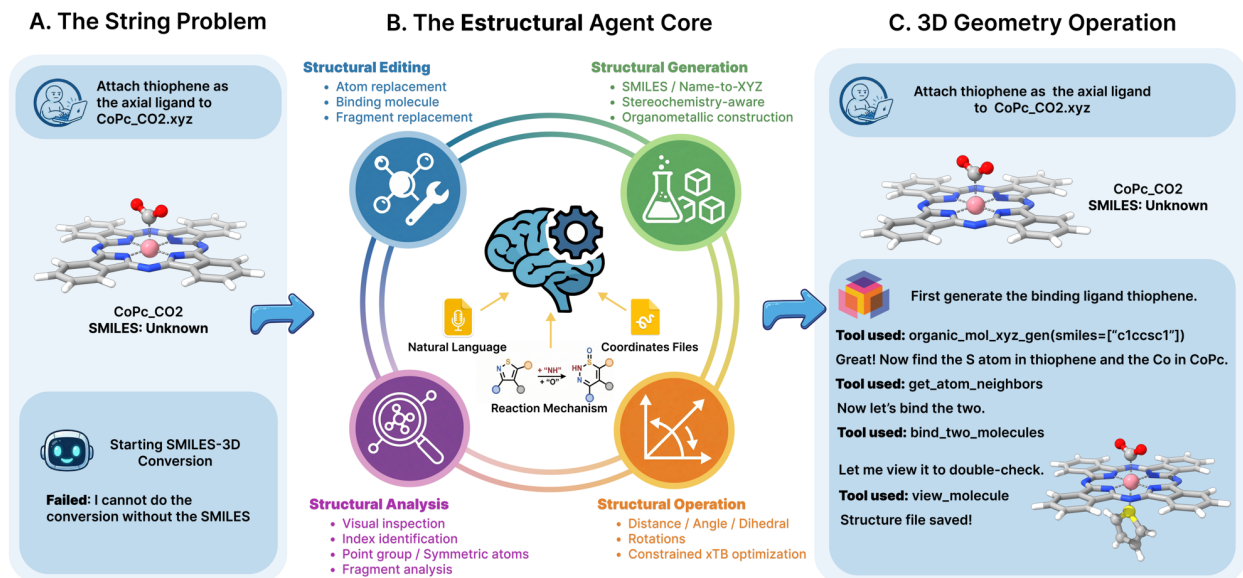 A. The String Problem
Attach thiophene as
the axial ligand to
CoPc_CO2.xyz
CoPc_CO2
SMILES: Unknown
Starting SMILES-3D
Conversion
Failed: I cannot do the
conversion without the SMILES
B. The Estructural Agent Core
Structural Editing
• Atom replacement
• Binding molecule
• Fragment replacement
Structural Generation
• SMILES / Name-to-XYZ
• Stereochemistry-aware
• Organometallic construction
Natural Language
Coordinates Files
S
N
+ "NH"
+ "O"
O
S
HN
N
Reaction Mechanism
Structural Analysis
• Visual inspection
• Index identification
• Point group / Symmetric atoms
• Fragment analysis
Structural Operation
• Distance / Angle / Dihedral
• Rotations
• Constrained xTB optimization
C. 3D Geometry Operation
Attach thiophene as the axial ligand
to CoPc_CO2.xyz
CoPc_CO2
SMILES: Unknown
First generate the binding ligand thiophene.
Tool used: organic_mol_xyz_gen(smiles=["c1ccsc1"])
Great! Now find the S atom in thiophene and the Co in CoPc.
Tool used: get_atom_neighbors
Now let's bind the two.
Tool used: bind_two_molecules
Let me view it to double-check.
Tool used: view_molecule
Structure file saved!